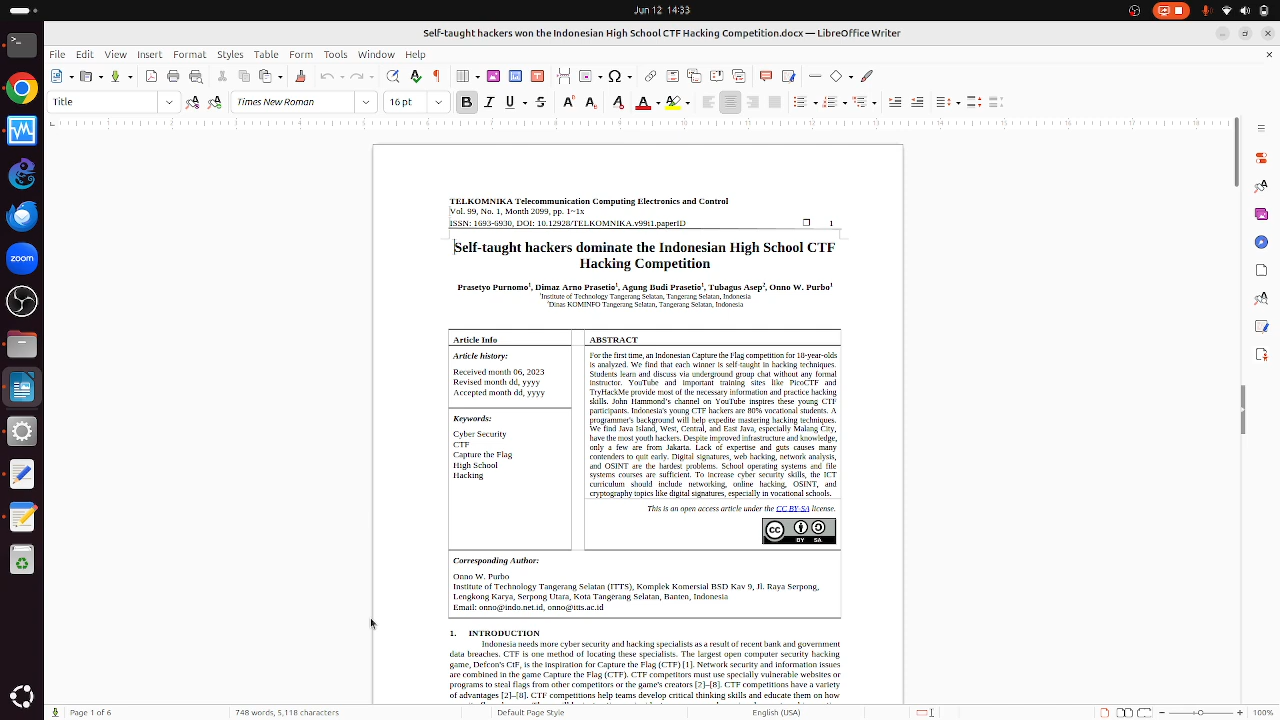 Jun 12 14:33
Self-taught hackers won the Indonesian High School CTF Hacking Competition.docx — LibreOffice Writer
File Edit View Insert Format Styles Table Form Tools Window Help
Title Times New Roman 16 pt
TELKOMNIKA Telecommunication Computing Electronics and Control
Vol. 99, No. 1, Month 2099, pp. 1~1x
ISSN: 1693-6930, DOI: 10.12928/TELKOMNIKA.v99i1.paperID ❒ 1
Self-taught hackers dominate the Indonesian High School CTF
Hacking Competition
Prasetyo Purnomo1, Dimaz Arno Prasetio1, Agung Budi Prasetio1, Tubagus Asep2, Onno W. Purbo1
1Institute of Technology Tangerang Selatan, Tangerang Selatan, Indonesia
2Dinas KOMINFO Tangerang Selatan, Tangerang Selatan, Indonesia
Article Info
Article history:
Received month 06, 2023
Revised month dd, yyyy
Accepted month dd, yyyy
Keywords:
Cyber Security
CTF
Capture the Flag
High School
Hacking
ABSTRACT
For the first time, an Indonesian Capture the Flag competition for 18-year-olds
is analyzed. We find that each winner is self-taught in hacking techniques.
Students learn and discuss via underground group chat without any formal
instructor. YouTube and important training sites like PicoCTF and
TryHackMe provide most of the necessary information and practice hacking
skills. John Hammond's channel on YouTube inspires these young CTF
participants. Indonesia's young CTF hackers are 80% vocational students. A
programmer's background will help expedite mastering hacking techniques.
We find Java Island, West, Central, and East Java, especially Malang City,
have the most youth hackers. Despite improved infrastructure and knowledge,
only a few are from Jakarta. Lack of expertise and guts causes many
contenders to quit early. Digital signatures, web hacking, network analysis,
and OSINT are the hardest problems. School operating systems and file
systems courses are sufficient. To increase cyber security skills, the ICT
curriculum should include networking, online hacking, OSINT, and
cryptography topics like digital signatures, especially in vocational schools.
This is an open access article under the CC BY-SA license.
CC BY SA
Corresponding Author:
Onno W. Purbo
Institute of Technology Tangerang Selatan (ITTS), Komplek Komersial BSD Kav 9, Jl. Raya Serpong,
Lengkong Karya, Serpong Utara, Kota Tangerang Selatan, Banten, Indonesia
Email: onno@indo.net.id, onno@itts.ac.id
1. INTRODUCTION
Indonesia needs more cyber security and hacking specialists as a result of recent bank and government
data breaches. CTF is one method of locating these specialists. The largest open computer security hacking
game, Defcon's CtF, is the inspiration for Capture the Flag (CTF) [1]. Network security and information issues
are combined in the game Capture the Flag (CTF). CTF competitors must use specially vulnerable websites or
programs to steal flags from other competitors or the game's creators [2]–[8]. CTF competitions have a variety
of advantages [2]–[8]. CTF competitions help teams develop critical thinking skills and educate them on how
Page 1 of 6 748 words, 5,118 characters Default Page Style English (USA) 100%
zoom